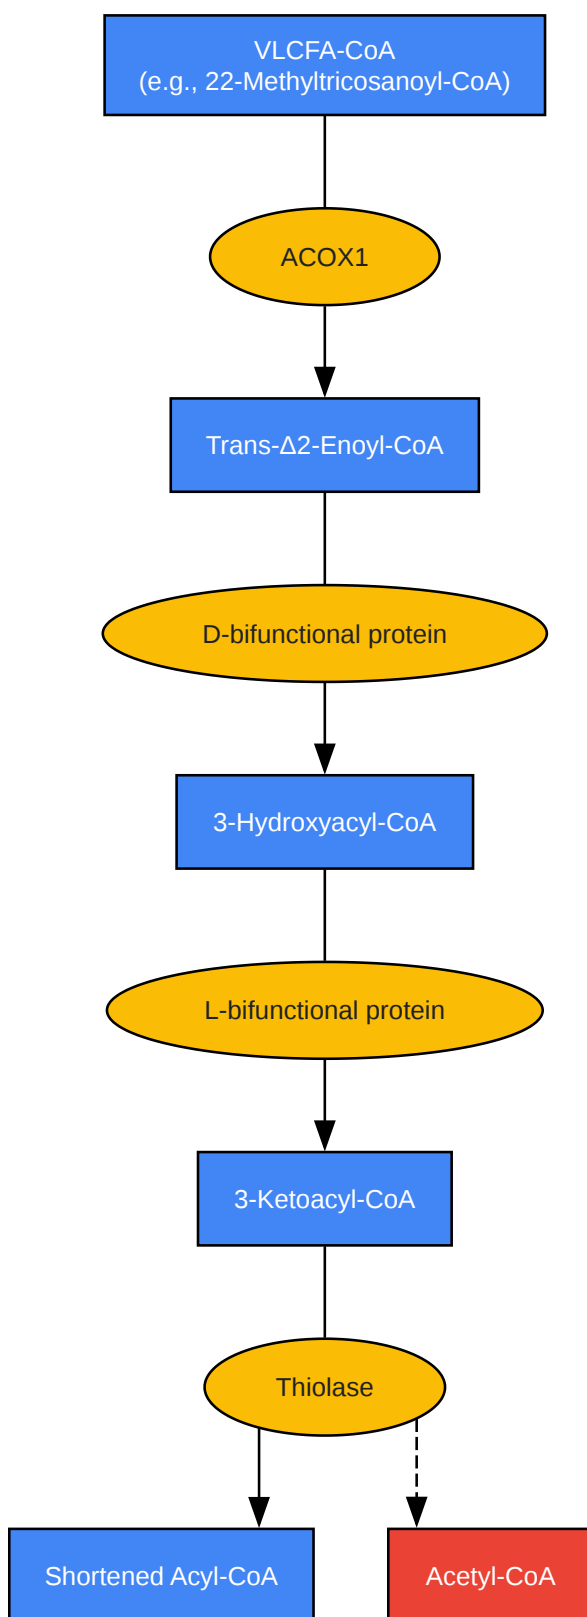 VLCFA-CoA
(e.g., 22-Methyltricosanoyl-CoA)
ACOX1
Trans-Δ2-Enoyl-CoA
D-bifunctional protein
3-Hydroxyacyl-CoA
L-bifunctional protein
3-Ketoacyl-CoA
Thiolase
Shortened Acyl-CoA
Acetyl-CoA